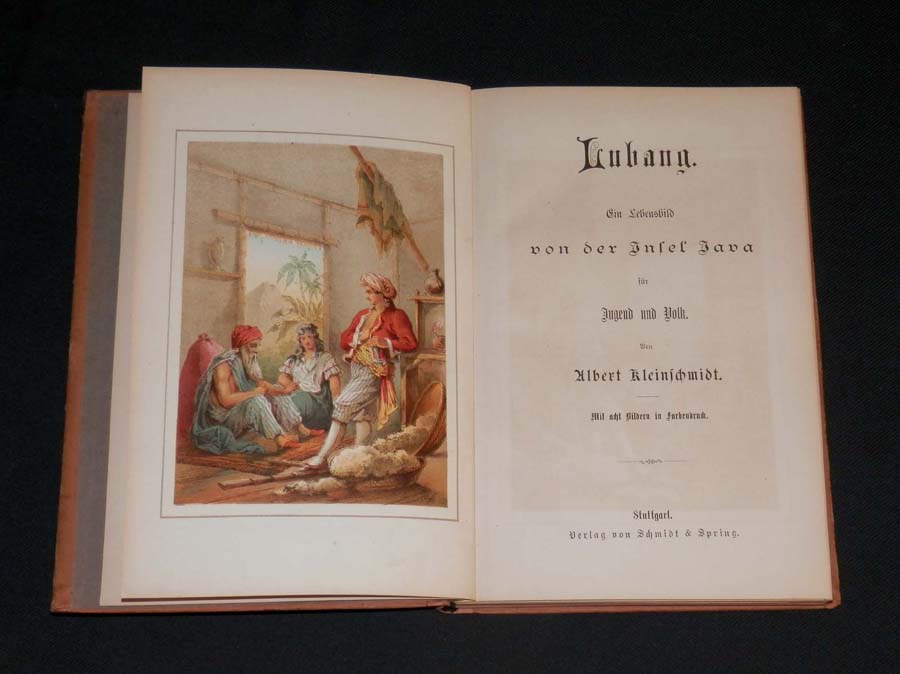 Lubang.
Ein Lebensbild
von der Insel Java
für
Jugend und Volk.
Von
Albert Kleinschmidt.
Mit acht Bildern in Farbendruck.
Stuttgart.
Verlag von Schmidt & Spring.